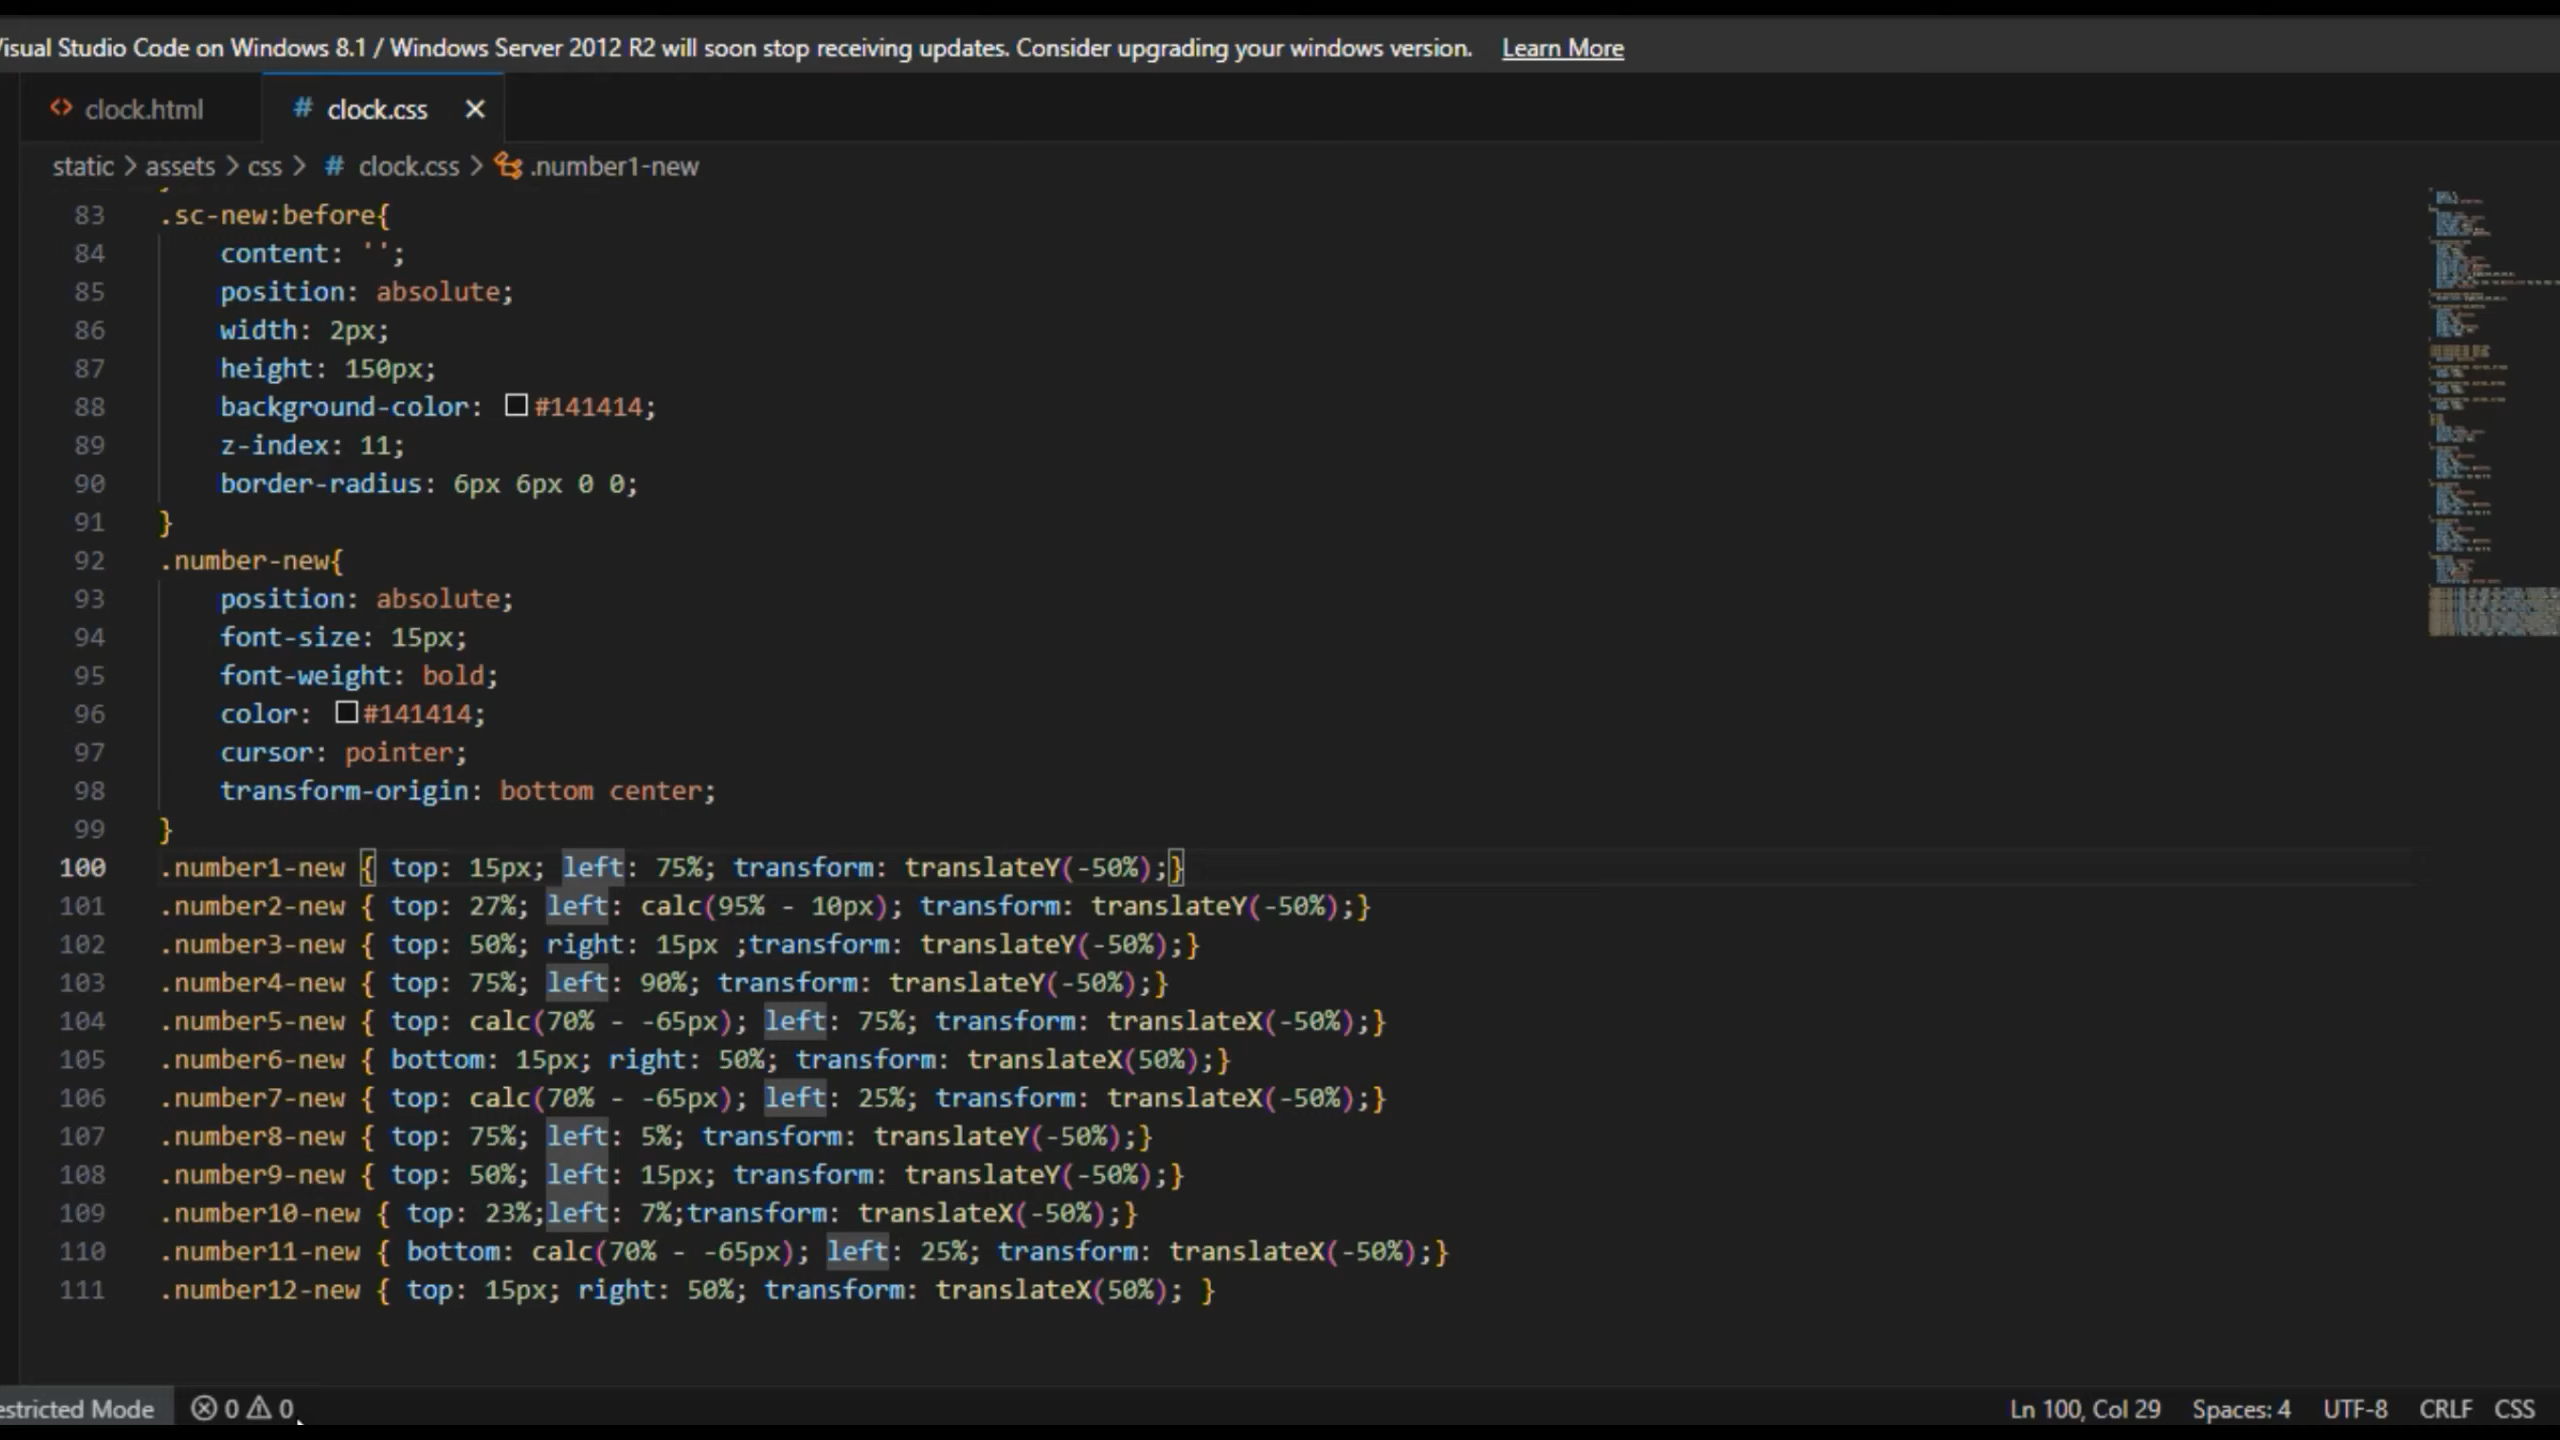 Visual Studio Code on Windows 8.1 / Windows Server 2012 R2 will soon stop receiving updates. Consider upgrading your windows version. Learn More
clock.html # clock.css
static > assets > css > # clock.css > .number1-new
83 .sc-new:before{
84 content: '';
85 position: absolute;
86 width: 2px;
87 height: 150px;
88 background-color: #141414;
89 z-index: 11;
90 border-radius: 6px 6px 0 0;
91 }
92 .number-new{
93 position: absolute;
94 font-size: 15px;
95 font-weight: bold;
96 color: #141414;
97 cursor: pointer;
98 transform-origin: bottom center;
99 }
100 .number1-new { top: 15px; left: 75%; transform: translateY(-50%);}
101 .number2-new { top: 27%; left: calc(95% - 10px); transform: translateY(-50%);}
102 .number3-new { top: 50%; right: 15px ;transform: translateY(-50%);}
103 .number4-new { top: 75%; left: 90%; transform: translateY(-50%);}
104 .number5-new { top: calc(70% - -65px); left: 75%; transform: translateX(-50%);}
105 .number6-new { bottom: 15px; right: 50%; transform: translateX(50%);}
106 .number7-new { top: calc(70% - -65px); left: 25%; transform: translateX(-50%);}
107 .number8-new { top: 75%; left: 5%; transform: translateY(-50%);}
108 .number9-new { top: 50%; left: 15px; transform: translateY(-50%);}
109 .number10-new { top: 23%;left: 7%;transform: translateX(-50%);}
110 .number11-new { bottom: calc(70% - -65px); left: 25%; transform: translateX(-50%);}
111 .number12-new { top: 15px; right: 50%; transform: translateX(50%); }
estricted Mode 0 0 Ln 100, Col 29 Spaces: 4 UTF-8 CRLF CSS